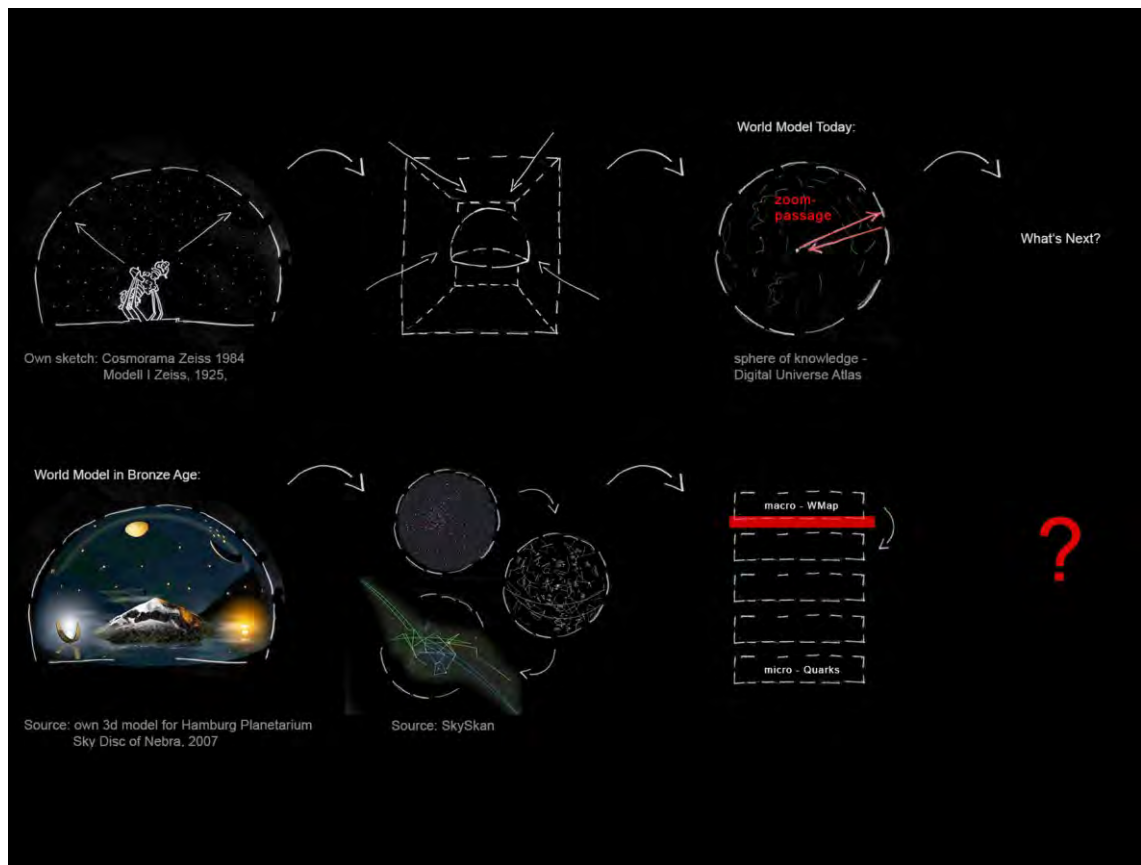 World Model Today:
zoom-
passage
What's Next?
Own sketch: Cosmorama Zeiss 1984
Modell I Zeiss, 1925,
sphere of knowledge -
Digital Universe Atlas
World Model in Bronze Age:
macro - WMap
?
micro - Quarks
Source: own 3d model for Hamburg Planetarium
Sky Disc of Nebra, 2007
Source: SkySkan